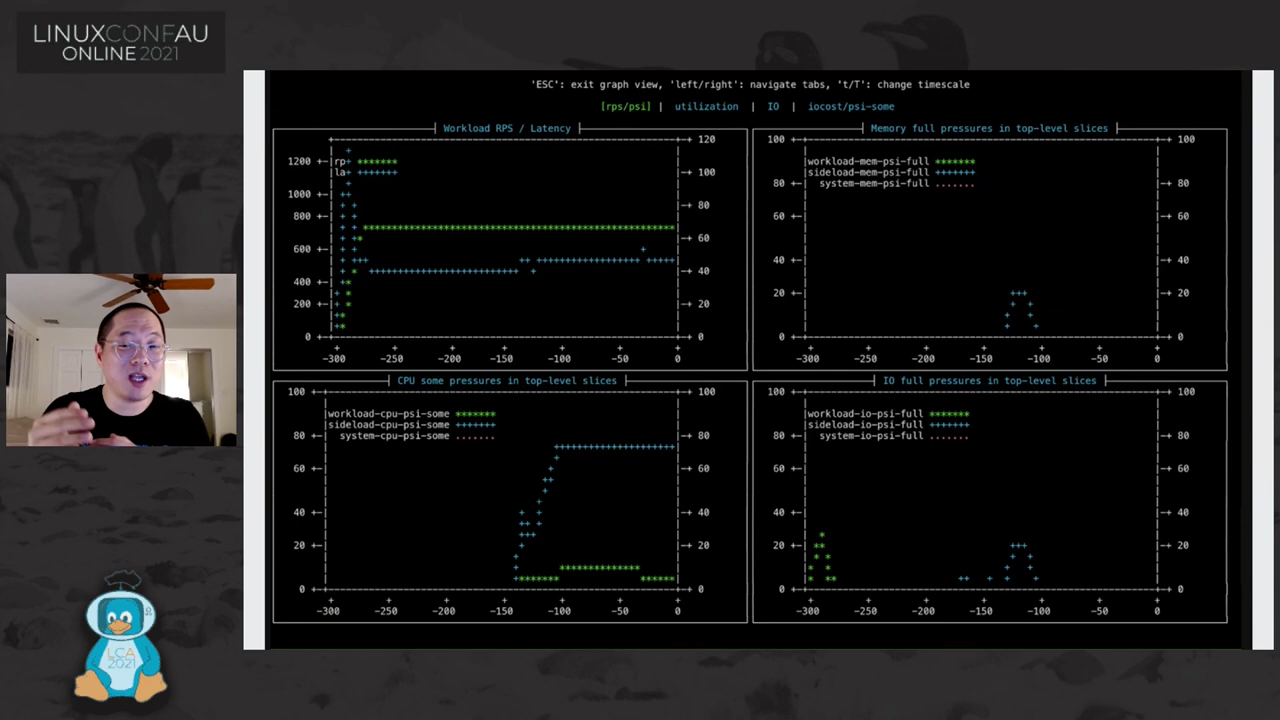 LINUXCONFAU
ONLINE 2021
'ESC': exit graph view, 'left/right': navigate tabs, 't/T': change timescale
[rps/psi] | utilization | IO | iocost/psi-some
Workload RPS / Latency
1200
1000
800
600
400
200
0
120
100
80
60
40
20
0
rp
la
-300 -250 -200 -150 -100 -50 0
Memory full pressures in top-level slices
100
80
60
40
20
0
100
80
60
40
20
0
workload-mem-psi-full *******
sideload-mem-psi-full +++++++
system-mem-psi-full .......
-300 -250 -200 -150 -100 -50 0
CPU some pressures in top-level slices
100
80
60
40
20
0
100
80
60
40
20
0
workload-cpu-psi-some *******
sideload-cpu-psi-some +++++++
system-cpu-psi-some .......
-300 -250 -200 -150 -100 -50 0
IO full pressures in top-level slices
100
80
60
40
20
0
100
80
60
40
20
0
workload-io-psi-full *******
sideload-io-psi-full +++++++
system-io-psi-full .......
-300 -250 -200 -150 -100 -50 0
LCA
2021